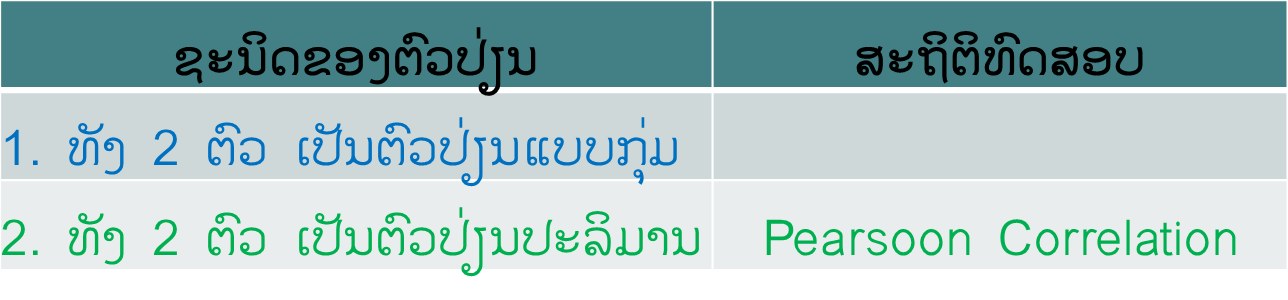 ຊະນິດຂອງຕົວປ່ຽນ ສະຖິຕິທົດສອບ
1. ທັງ 2 ຕົວ ເປັນຕົວປ່ຽນແບບກຸ່ມ
2. ທັງ 2 ຕົວ ເປັນຕົວປ່ຽນປະລິມານ Pearsoon Correlation